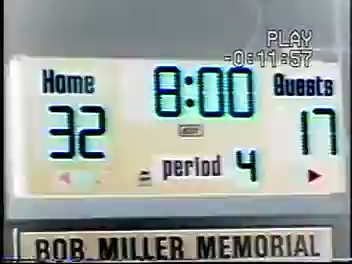 PLAY
-0:11:57
Home 8:00 Guests
32 17
period 4
BOB MILLER MEMORIAL